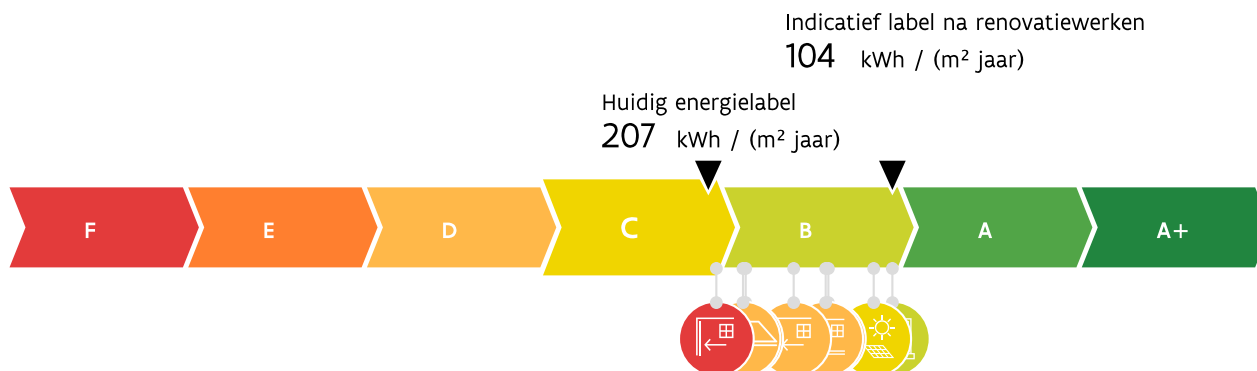 Indicatief label na renovatiewerken
104 kWh / (m² jaar)
Huidig energielabel
207 kWh / (m² jaar)
F E D C B A A+